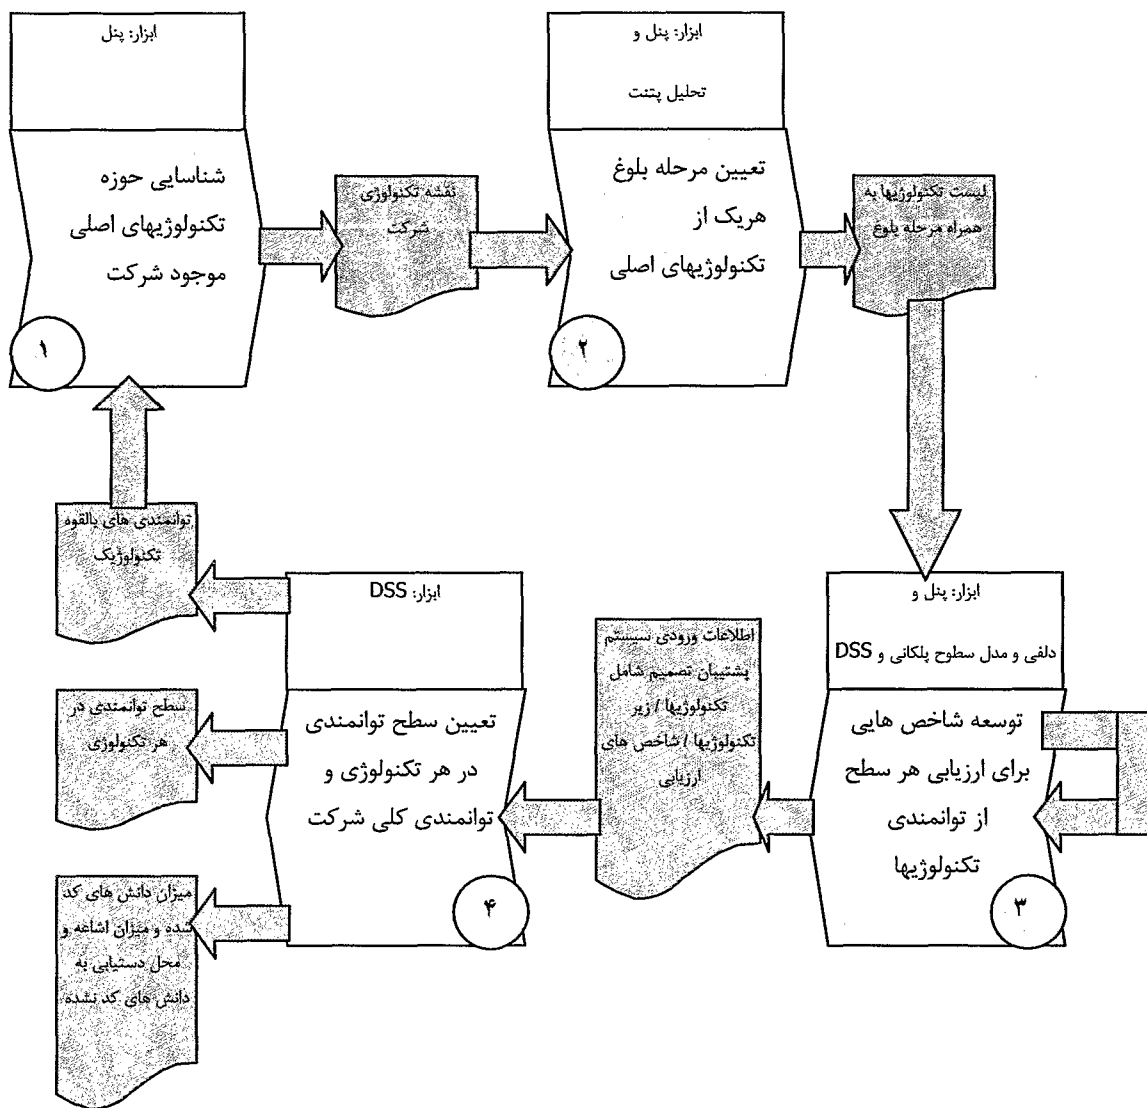 ابزار: پنل
شناسایی حوزه
تکنولوژیهای اصلی
موجود شرکت
۱
نقشه تکنولوژی
شرکت
ابزار: پنل و
تحلیل پتنت
تعیین مرحله بلوغ
هریک از
تکنولوژیهای اصلی
۲
لیست تکنولوژیها به
همراه مرحله بلوغ
ابزار: پنل و
دلفی و مدل سطوح پلکانی و DSS
توسعه شاخص هایی
برای ارزیابی هر سطح
از توانمندی
تکنولوژیها
۳
اطلاعات ورودی سیستم
پشتیبان تصمیم شامل
تکنولوژیها / زیر
تکنولوژیها / شاخص های
ارزیابی
ابزار: DSS
تعیین سطح توانمندی
در هر تکنولوژی و
توانمندی کلی شرکت
۴
توانمندی های بالقوه
تکنولوژیک
سطح توانمندی در
هر تکنولوژی
میزان دانش های کد
شده و میزان اشاعه و
محل دستیابی به
دانش های کد نشده